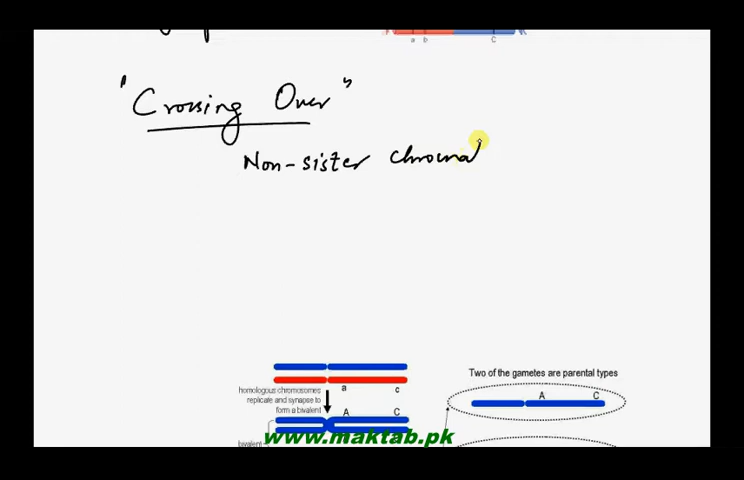 a b C
"Crossing Over"
Non-sister chroma
a c
homologous chromosomes
replicate and synapse to
form a bivalent
A C
bivalent
Two of the gametes are parental types
A C
www.maktab.pk